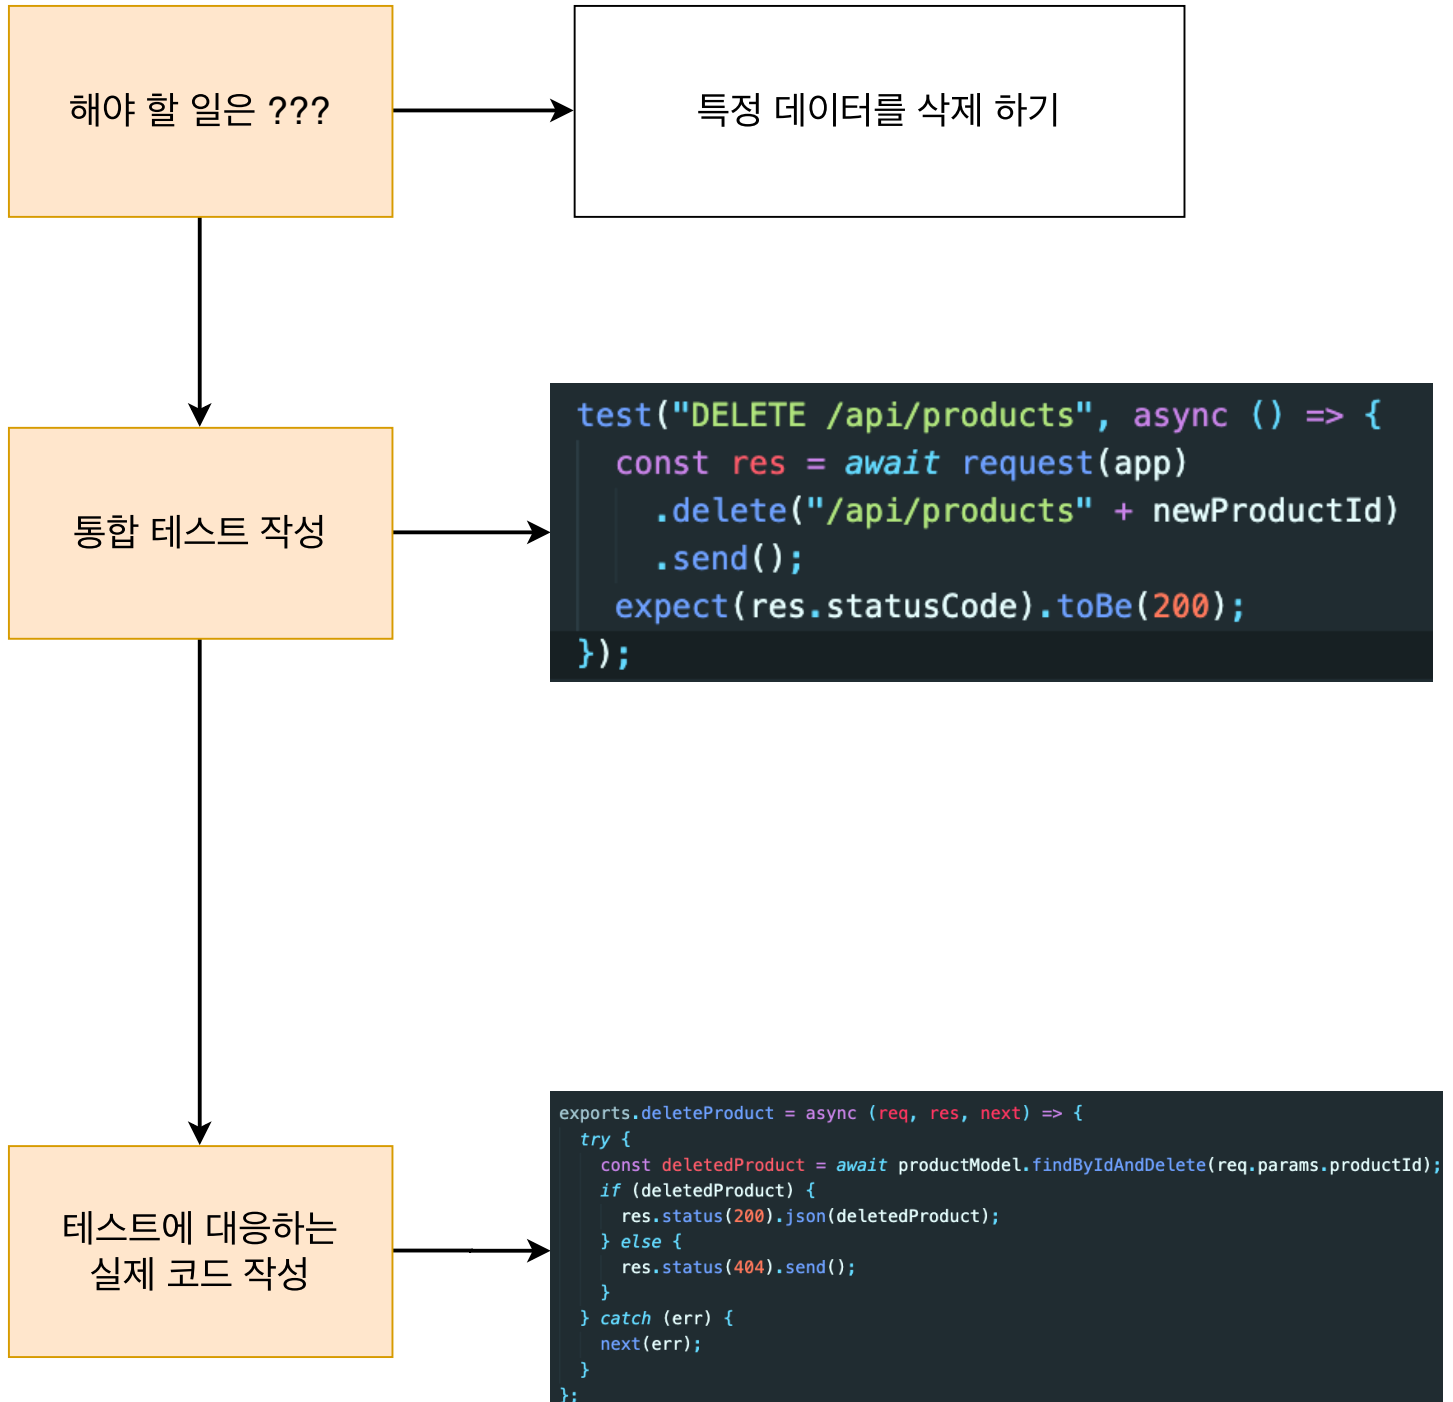 해야 할 일은 ???
특정 데이터를 삭제 하기
통합 테스트 작성
test("DELETE /api/products", async () => {
const res = await request(app)
.delete("/api/products" + newProductId)
.send();
expect(res.statusCode).toBe(200);
});
테스트에 대응하는
실제 코드 작성
exports.deleteProduct = async (req, res, next) => {
try {
const deletedProduct = await productModel.findByIdAndDelete(req.params.productId);
if (deletedProduct) {
res.status(200).json(deletedProduct);
} else {
res.status(404).send();
}
} catch (err) {
next(err);
}
};